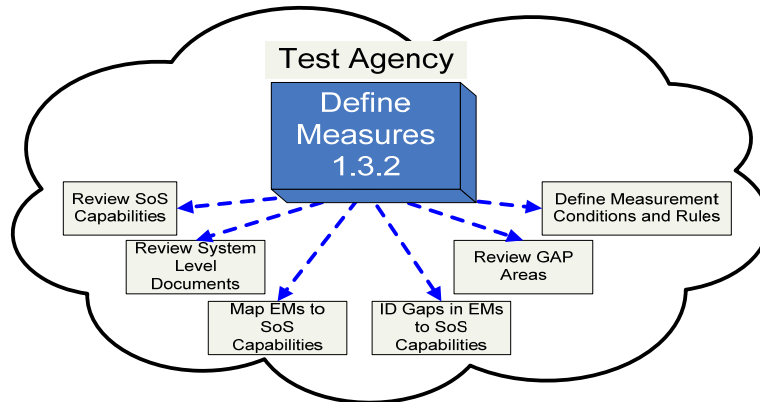 Test Agency
Define
Measures
1.3.2
Review SoS
Capabilities
Define Measurement
Conditions and Rules
Review System
Level
Documents
Review GAP
Areas
Map EMs to
SoS
Capabilities
ID Gaps in EMs
to SoS
Capabilities